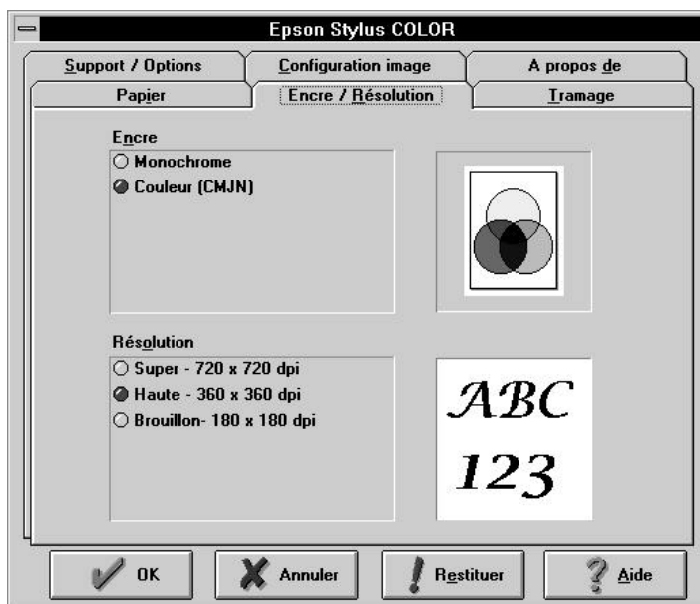 Epson Stylus COLOR
Support / Options Configuration image A propos de
Papier Encre / Résolution Tramage
Encre
Monochrome
Couleur (CMJN)
Résolution
Super - 720 x 720 dpi
Haute - 360 x 360 dpi
Brouillon- 180 x 180 dpi
ABC
123
OK Annuler Restituer Aide